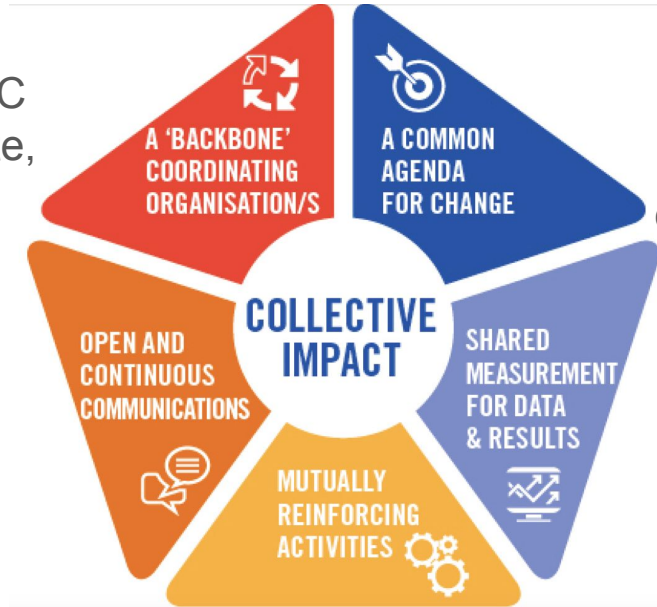 C
e,
A 'BACKBONE'
COORDINATING
ORGANISATION/S
A COMMON
AGENDA
FOR CHANGE
COLLECTIVE
IMPACT
OPEN AND
CONTINUOUS
COMMUNICATIONS
SHARED
MEASUREMENT
FOR DATA
& RESULTS
MUTUALLY
REINFORCING
ACTIVITIES